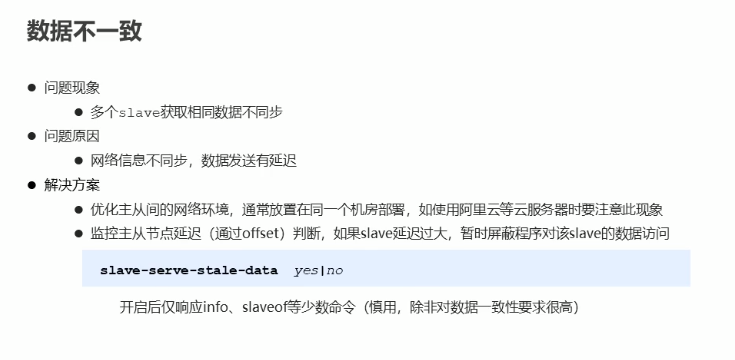 数据不一致
● 问题现象
● 多个slave获取相同数据不同步
● 问题原因
● 网络信息不同步，数据发送有延迟
● 解决方案
● 优化主从间的网络环境，通常放置在同一个机房部署，如使用阿里云等云服务器时要注意此现象
● 监控主从节点延迟（通过offset）判断，如果slave延迟过大，暂时屏蔽程序对该slave的数据访问
slave-serve-stale-data yes|no
开启后仅响应info、slaveof等少数命令（慎用，除非对数据一致性要求很高）